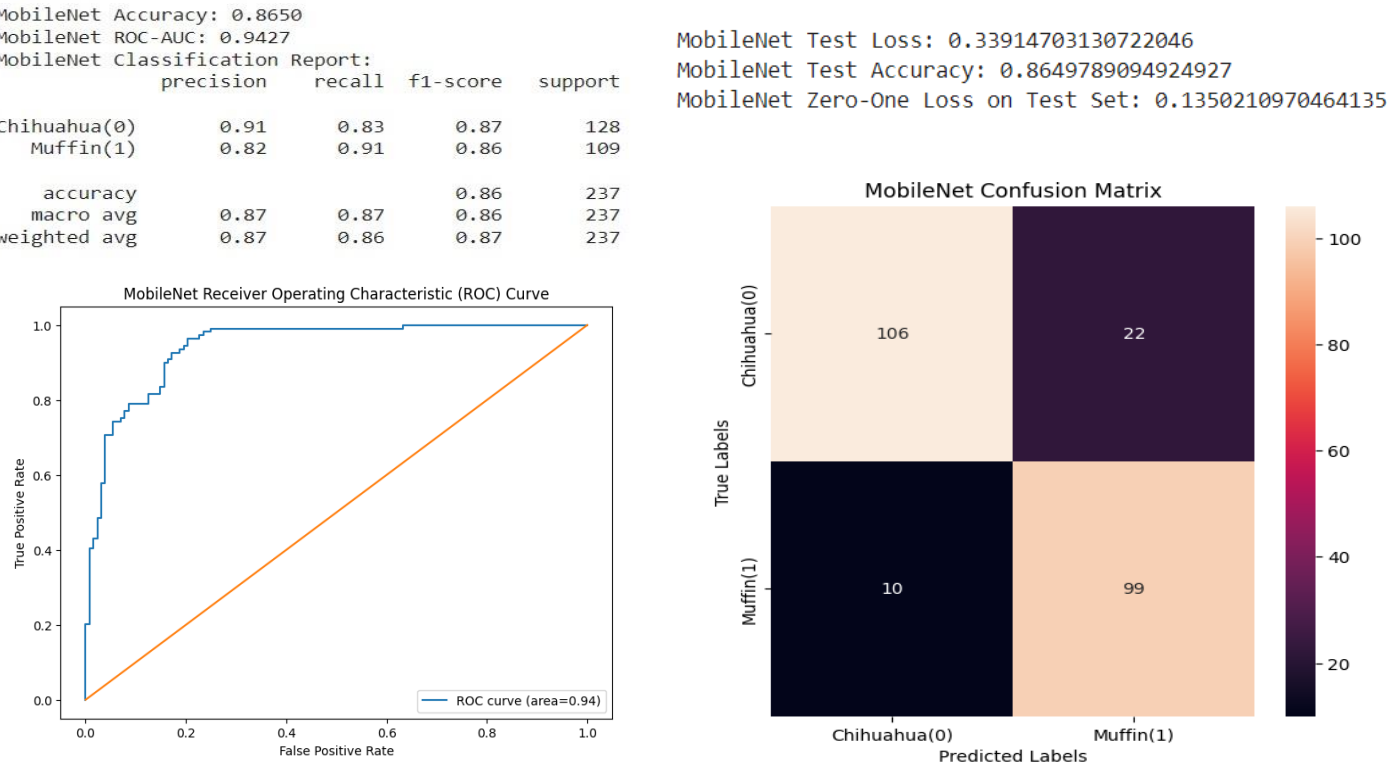 MobileNet Accuracy: 0.8650
MobileNet ROC-AUC: 0.9427
MobileNet Classification Report:
precision recall f1-score support
Chihuahua(0) 0.91 0.83 0.87 128
Muffin(1) 0.82 0.91 0.86 109
accuracy 0.86 237
macro avg 0.87 0.87 0.86 237
weighted avg 0.87 0.86 0.87 237
MobileNet Test Loss: 0.33914703130722046
MobileNet Test Accuracy: 0.8649789094924927
MobileNet Zero-One Loss on Test Set: 0.1350210970464135
MobileNet Receiver Operating Characteristic (ROC) Curve
True Positive Rate
1.0
0.8
0.6
0.4
0.2
0.0
ROC curve (area=0.94)
0.0 0.2 0.4 0.6 0.8 1.0
False Positive Rate
MobileNet Confusion Matrix
True Labels
Chihuahua(0)
106 22
Muffin(1)
10 99
Chihuahua(0) Muffin(1)
Predicted Labels
100
80
60
40
20